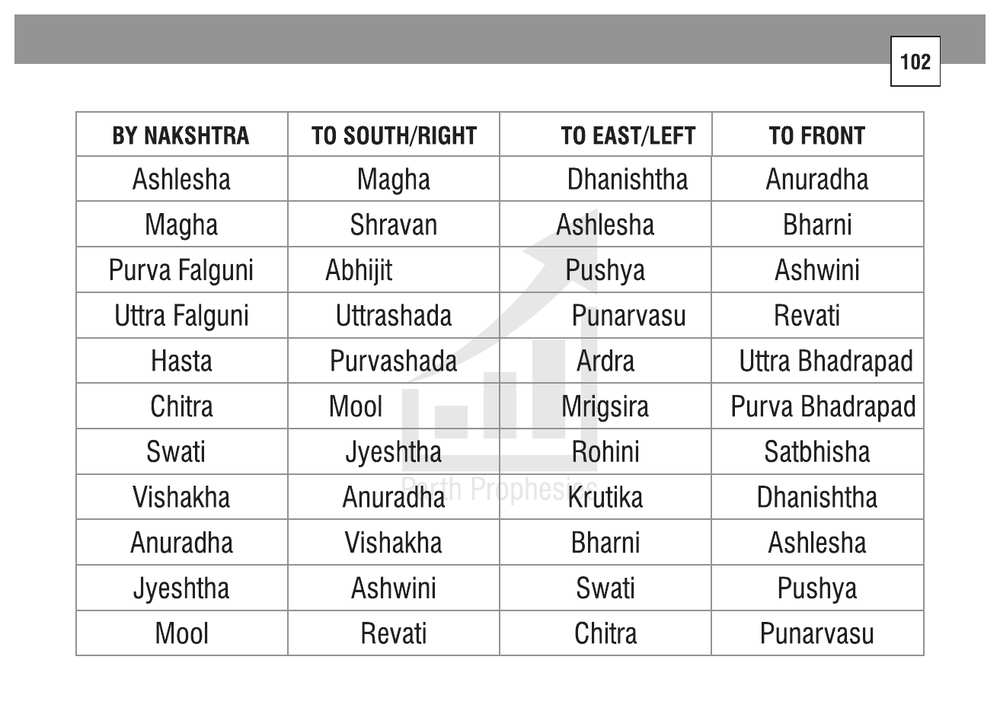 102
BY NAKSHTRA TO SOUTH/RIGHT TO EAST/LEFT TO FRONT
Ashlesha Magha Dhanishtha Anuradha
Magha Shravan Ashlesha Bharni
Purva Falguni Abhijit Pushya Ashwini
Uttra Falguni Uttrashada Punarvasu Revati
Hasta Purvashada Ardra Uttra Bhadrapad
Chitra Mool Mrigsira Purva Bhadrapad
Swati Jyeshtha Rohini Satbhisha
Parth Prophesies
Vishakha Anuradha Krutika Dhanishtha
Anuradha Vishakha Bharni Ashlesha
Jyeshtha Ashwini Swati Pushya
Mool Revati Chitra Punarvasu